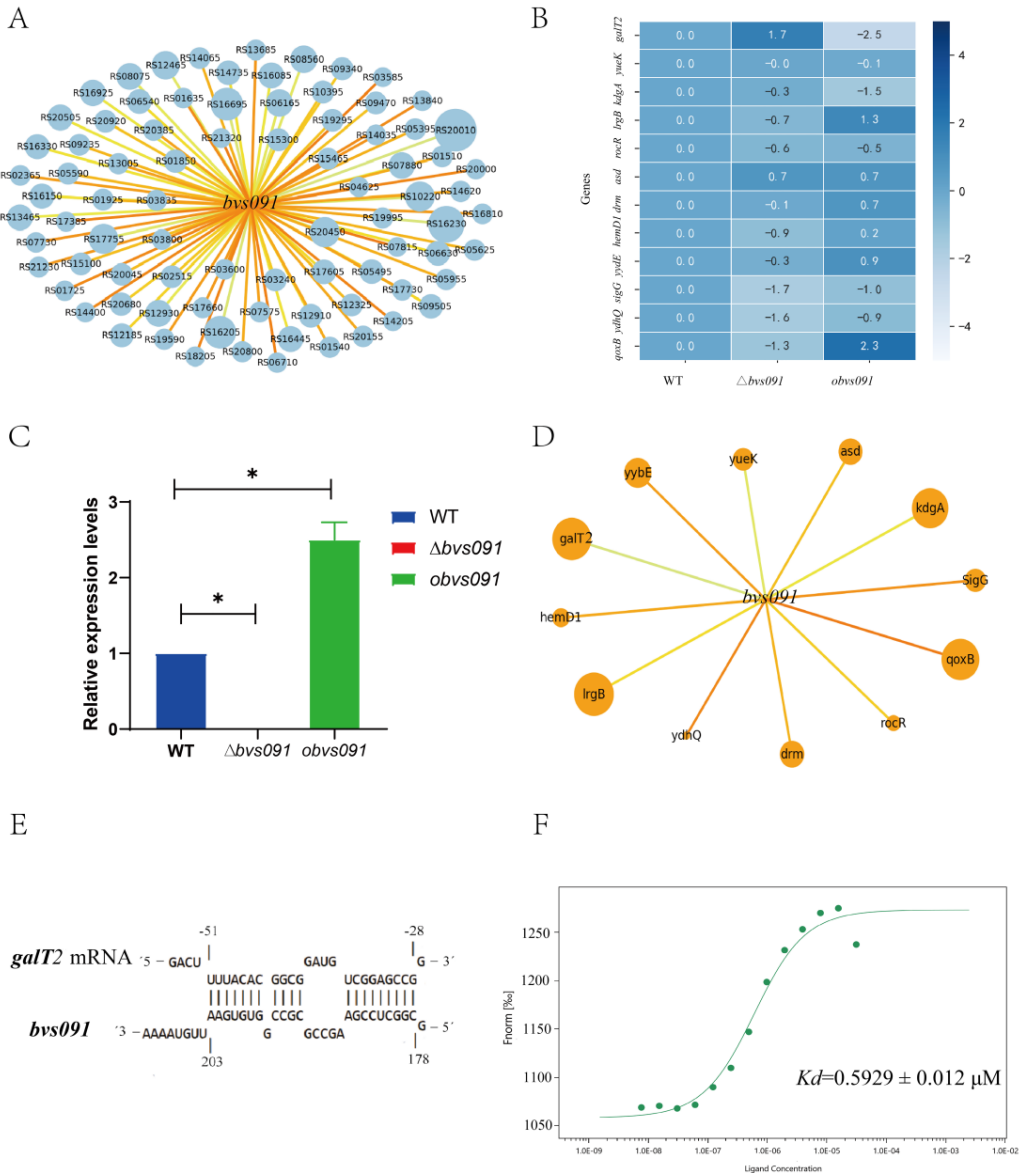 A
RS13685
RS14065
RS08560
RS12465
RS14735
RS16085
RS09340
RS08075
RS03585
RS16925
RS06540
RS01635
RS16695
RS06165
RS10395
RS09470
RS13840
RS20505
RS20920
RS20385
RS21320
RS15300
RS19295
RS14035
RS05395
RS20010
RS16330
RS09235
RS13005
RS01850
RS15465
RS07880
RS01510
RS02365
RS05590
RS04625
RS20000
RS16150
RS01925
RS03835
bvs091
RS10220
RS14620
RS13465
RS17385
RS19995
RS16230
RS16810
RS07730
RS17755
RS03800
RS20450
RS07815
RS06630
RS05625
RS21230
RS15100
RS20045
RS02515
RS03600
RS03240
RS17605
RS05495
RS05955
RS01725
RS17730
RS09505
RS14400
RS20680
RS12930
RS17660
RS07575
RS12910
RS12325
RS14205
RS12185
RS19590
RS16205
RS16445
RS20155
RS18205
RS20800
RS06710
RS01540
B
Genes
galT2 0.0 1.7 −2.5
yueK 0.0 −0.0 −0.1
kdgA 0.0 −0.3 −1.5
lrgB 0.0 −0.7 1.3
rocR 0.0 −0.6 −0.5
asd 0.0 0.7 0.7
drm 0.0 −0.1 0.7
hemD1 0.0 −0.9 0.2
yydE 0.0 −0.3 0.9
sigG 0.0 −1.7 −1.0
ydhQ 0.0 −1.6 −0.9
qoxB 0.0 −1.3 2.3
WT △bvs091 obvs091
4
2
0
−2
−4
C
Relative expression levels
3
2
1
0
*
*
WT
Δbvs091
obvs091
WT Δbvs091 obvs091
D
yueK
asd
yybE
kdgA
galT2
SigG
bvs091
hemD1
qoxB
lrgB
rocR
ydhQ
drm
E
-51 -28
galT2 mRNA ′5 – GACU GAUG G – 3′
UUUACAC GGCG UCGGAGCCG
AAGUGUG CCGC AGCCUCGGC
bvs091 ′3 – AAAAUGUU G GCCGA G – 5′
203 178
F
Fnorm [‰]
1250
1200
1150
1100
1050
Kd=0.5929 ± 0.012 μM
1.0E-09 1.0E-08 1.0E-07 1.0E-06 1.0E-05 1.0E-04 1.0E-03 1.0E-02
Ligand Concentration